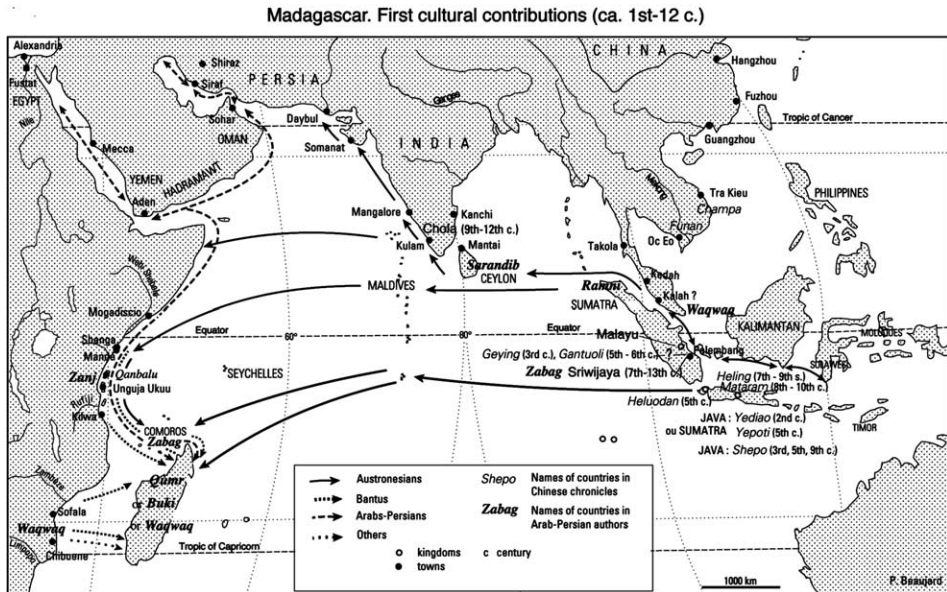 Madagascar. First cultural contributions (ca. 1st-12 c.)
Alexandria
Fustat
EGYPT
Nile
Mecca
YEMEN
HADRAMAWT
Aden
Shiraz
Siraf
PERSIA
Sohar
OMAN
Daybul
Somanat
INDIA
Ganges
CHINA
Hangzhou
Fuzhou
Guangzhou
Tropic of Cancer
Mekong
Tra Kieu
Champa
Funan
Oc Eo
PHILIPPINES
Mangalore
Kanchi
Chola (9th-12th c.)
Kulam
Mantai
Sarandib
CEYLON
MALDIVES
Takola
Kedah
Kalah ?
Ramni
SUMATRA
Waqwaq
Malayu
KALIMANTAN
MOLUQUES
SULAWESI
Webi Shebele
Mogadiscio
Shanga
Manda
Equator
60°
80°
Equator
Zanj
Qanbalu
Unguja Ukuu
Rufiji
Kilwa
SEYCHELLES
Geying (3rd c.), Gantuoli (5th - 6th c.) ?
Palembang
Zabag Sriwijaya (7th-13th c.)
Heling (7th - 9th s.)
Mataram (8th - 10th c.)
Heluodan (5th c.)
JAVA : Yediao (2nd c.)
ou SUMATRA Yepoti (5th c.)
JAVA : Shepo (3rd, 5th, 9th c.)
TIMOR
COMOROS
Zabag
Qumr
or Buki
or Waqwaq
Zambeze
Sofala
Waqwaq
Chibuene
Limpopo
Tropic of Capricorn
Austronesians
Bantus
Arabs-Persians
Others
Shepo Names of countries in
Chinese chronicles
Zabag Names of countries in
Arab-Persian authors
kingdoms
towns
c century
1000 km
P. Beaujard